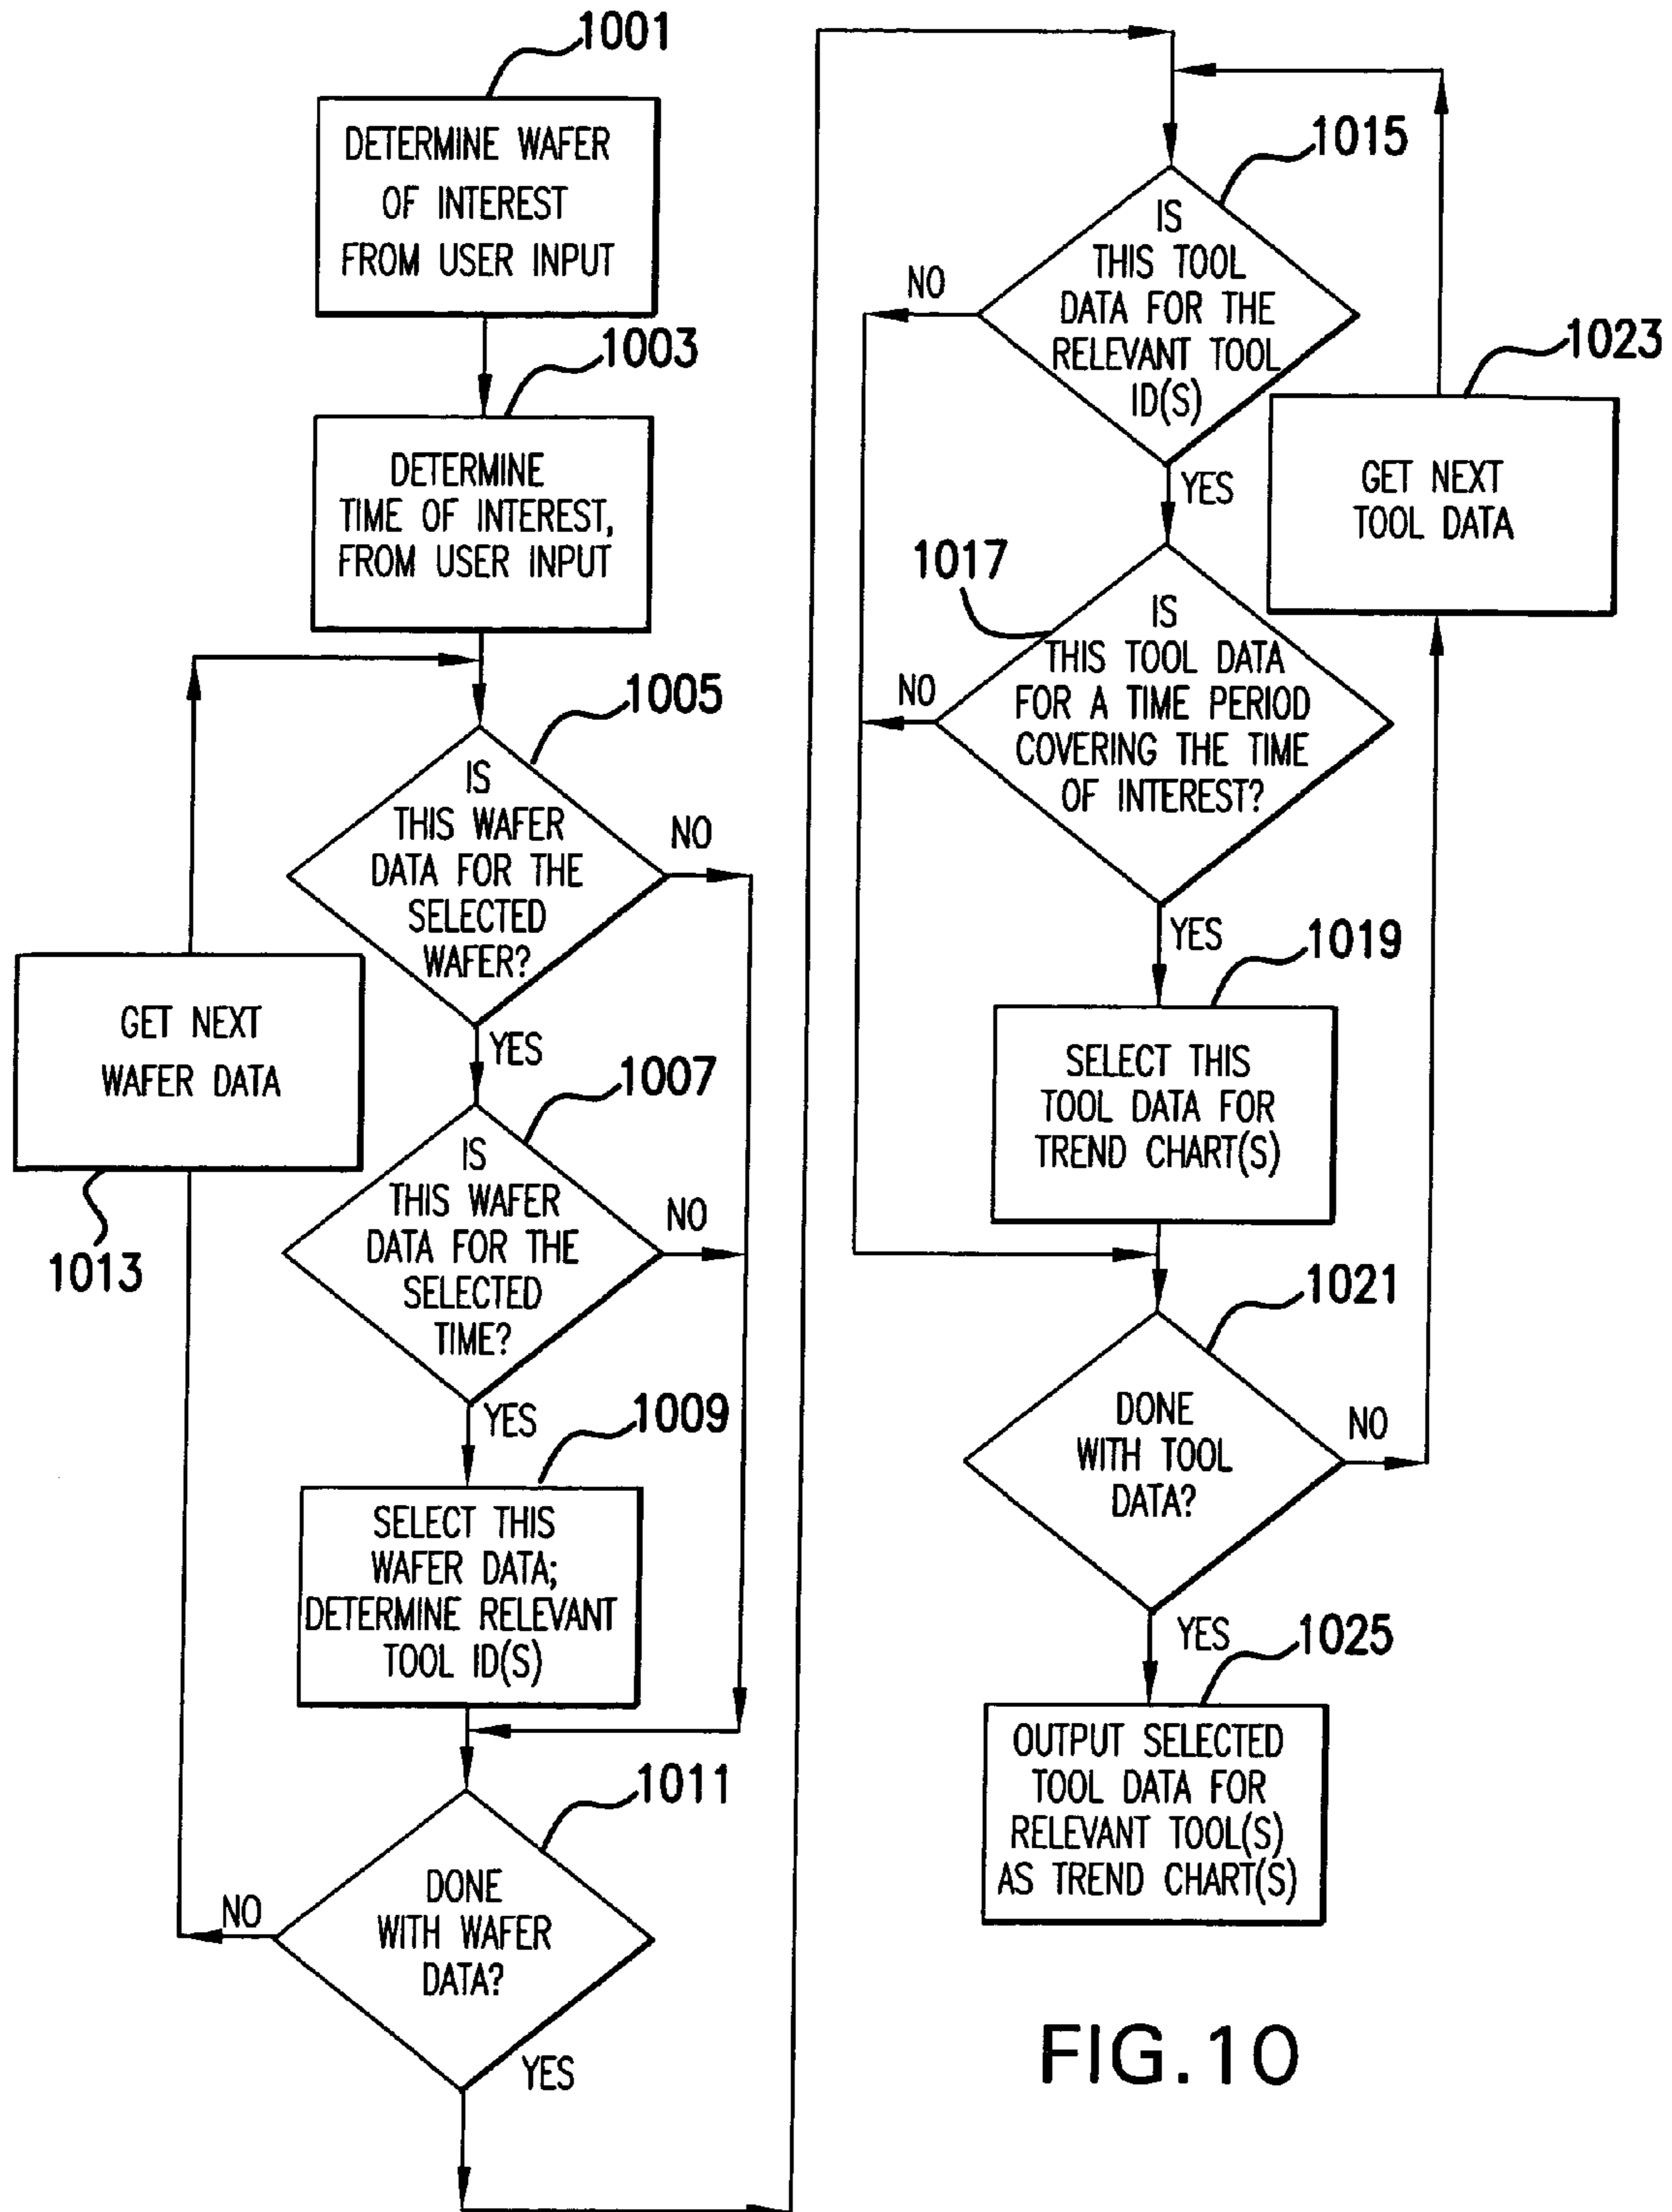 1001
DETERMINE WAFER
OF INTEREST
FROM USER INPUT
1003
DETERMINE
TIME OF INTEREST,
FROM USER INPUT
1005
IS
THIS WAFER
DATA FOR THE
SELECTED
WAFER?
NO
YES
GET NEXT
WAFER DATA
1013
1007
IS
THIS WAFER
DATA FOR THE
SELECTED
TIME?
NO
YES
1009
SELECT THIS
WAFER DATA;
DETERMINE RELEVANT
TOOL ID(S)
1011
DONE
WITH WAFER
DATA?
NO
YES
1015
IS
THIS TOOL
DATA FOR THE
RELEVANT TOOL
ID(S)
NO
YES
1023
GET NEXT
TOOL DATA
1017
IS
THIS TOOL DATA
FOR A TIME PERIOD
COVERING THE TIME
OF INTEREST?
NO
YES
1019
SELECT THIS
TOOL DATA FOR
TREND CHART(S)
1021
DONE
WITH TOOL
DATA?
NO
YES
1025
OUTPUT SELECTED
TOOL DATA FOR
RELEVANT TOOL(S)
AS TREND CHART(S)
FIG.10